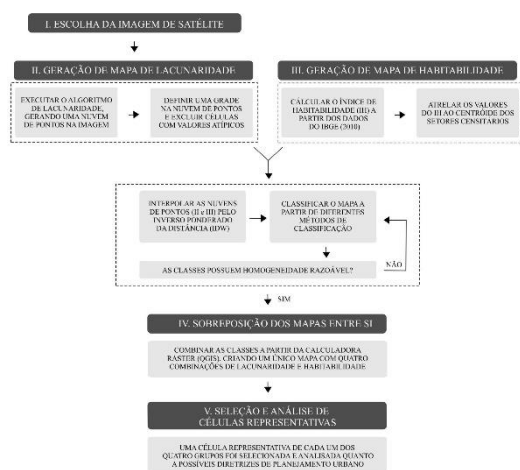 I. ESCOLHA DA IMAGEM DE SATÉLITE
II. GERAÇÃO DE MAPA DE LACUNARIDADE
EXECUTAR O ALGORITMO
DE LACUNARIDADE,
GERANDO UMA NUVEM
DE PONTOS NA IMAGEM
DEFINIR UMA GRADE
NA NUVEM DE PONTOS
E EXCLUIR CÉLULAS
COM VALORES ATÍPICOS
III. GERAÇÃO DE MAPA DE HABITABILIDADE
CÁLCULAR O ÍNDICE DE
HABITABILIDADE (IH) A
PARTIR DOS DADOS
DO IBGE (2010)
ATRELAR OS VALORES
DO IH AO CENTRÓIDE DOS
SETORES CENSITARIOS
INTERPOLAR AS NUVENS
DE PONTOS (II e III) PELO
INVERSO PONDERADO
DA DISTÂNCIA (IDW)
CLASSIFICAR O MAPA A
PARTIR DE DIFERENTES
MÉTODOS DE
CLASSIFICAÇÃO
AS CLASSES POSSUEM HOMOGENEIDADE RAZOÁVEL?
NÃO
SIM
IV. SOBREPOSIÇÃO DOS MAPAS ENTRE SI
COMBINAR AS CLASSES A PARTIR DA CALCULADORA
RASTER (QGIS), CRIANDO UM ÚNICO MAPA COM QUATRO
COMBINAÇÕES DE LACUNARIDADE E HABITABILIDADE
V. SELEÇÃO E ANÁLISE DE
CÉLULAS REPRESENTATIVAS
UMA CÉLULA REPRESENTATIVA DE CADA UM DOS
QUATRO GRUPOS FOI SELECIONADA E ANALISADA QUANTO
A POSSÍVEIS DIRETRIZES DE PLANEJAMENTO URBANO